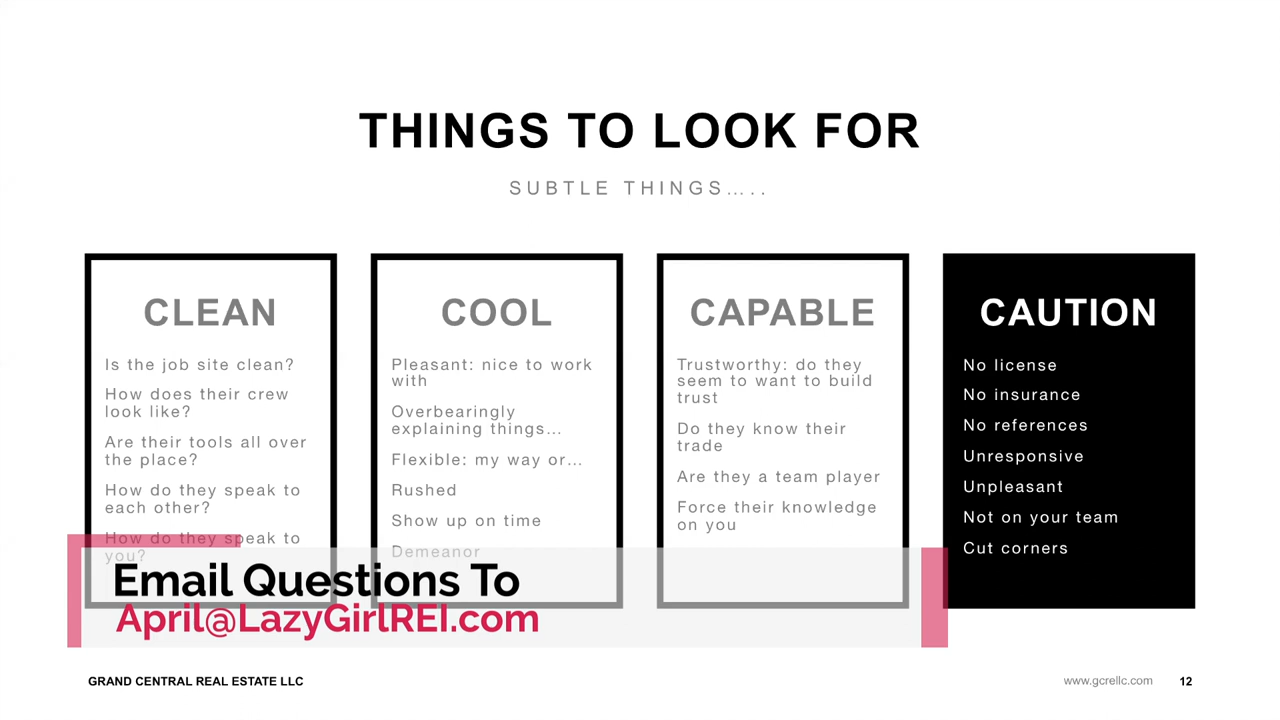 THINGS TO LOOK FOR
SUBTLE THINGS.....
CLEAN
Is the job site clean?
How does their crew
look like?
Are their tools all over
the place?
How do they speak to
each other?
How do they speak to
you?
COOL
Pleasant: nice to work
with
Overbearingly
explaining things...
Flexible: my way or...
Rushed
Show up on time
Demeanor
CAPABLE
Trustworthy: do they
seem to want to build
trust
Do they know their
trade
Are they a team player
Force their knowledge
on you
CAUTION
No license
No insurance
No references
Unresponsive
Unpleasant
Not on your team
Cut corners
Email Questions To
April@LazyGirlREI.com
GRAND CENTRAL REAL ESTATE LLC
www.gcrellc.com
12